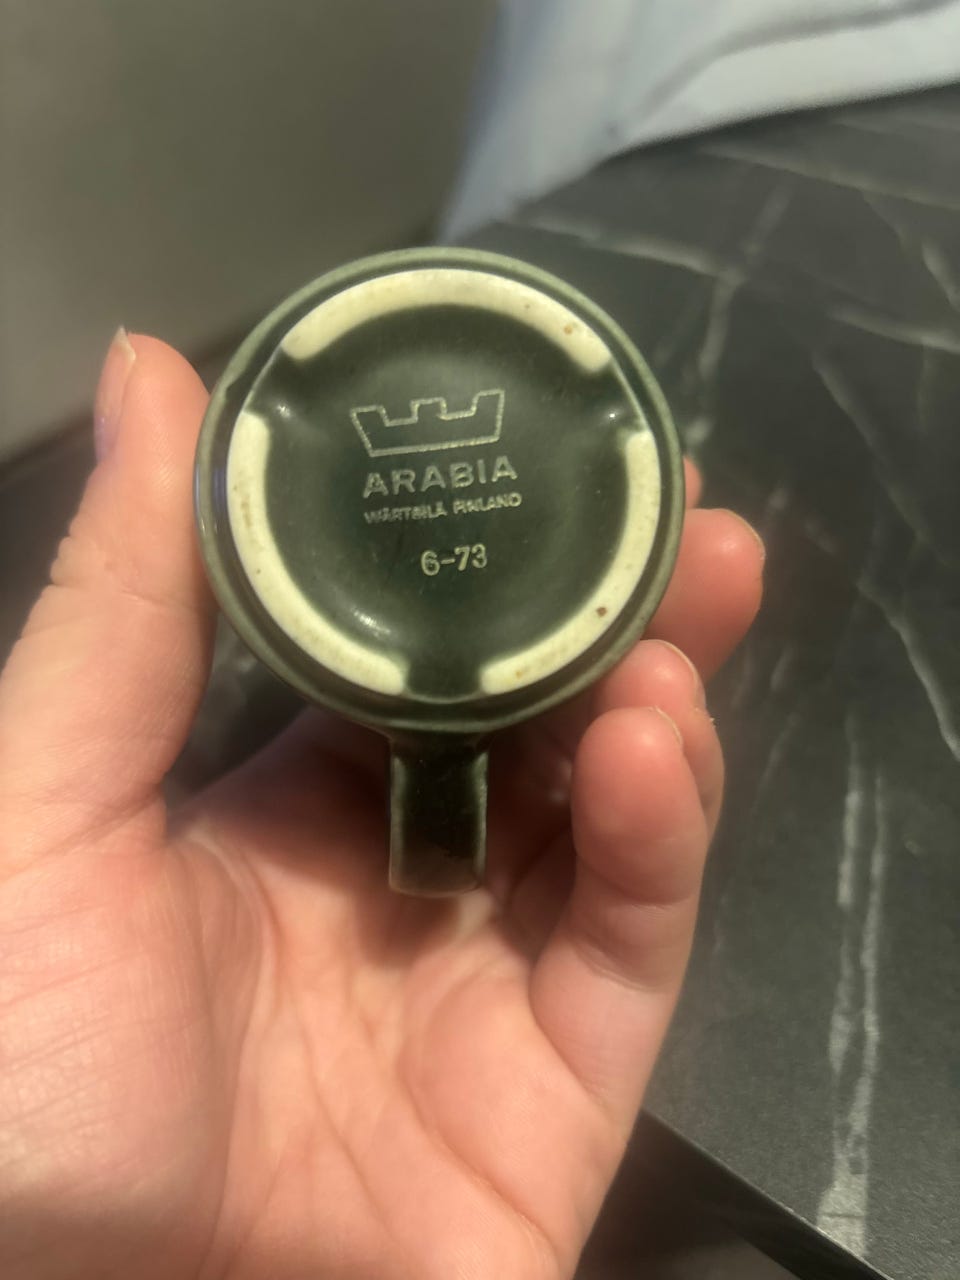 ARABIA
WÄRTSILÄ FINLAND
6-73